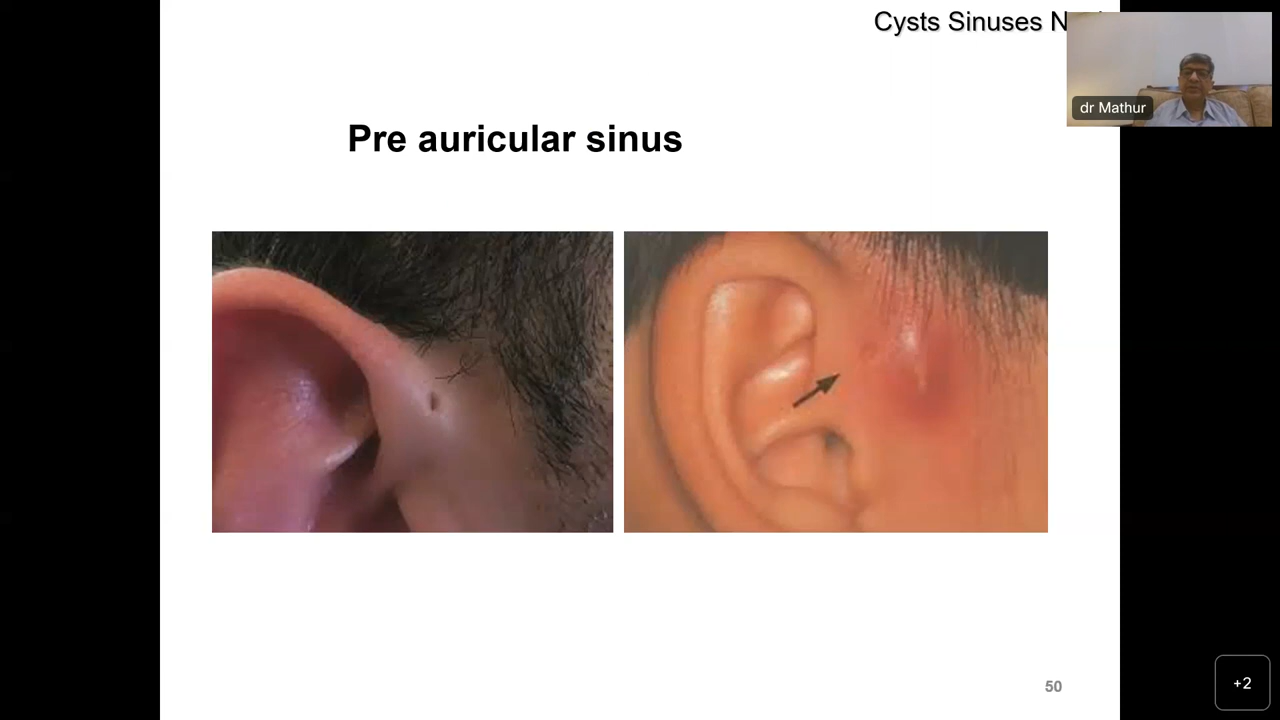 Cysts Sinuses
dr Mathur
Pre auricular sinus
50
+2